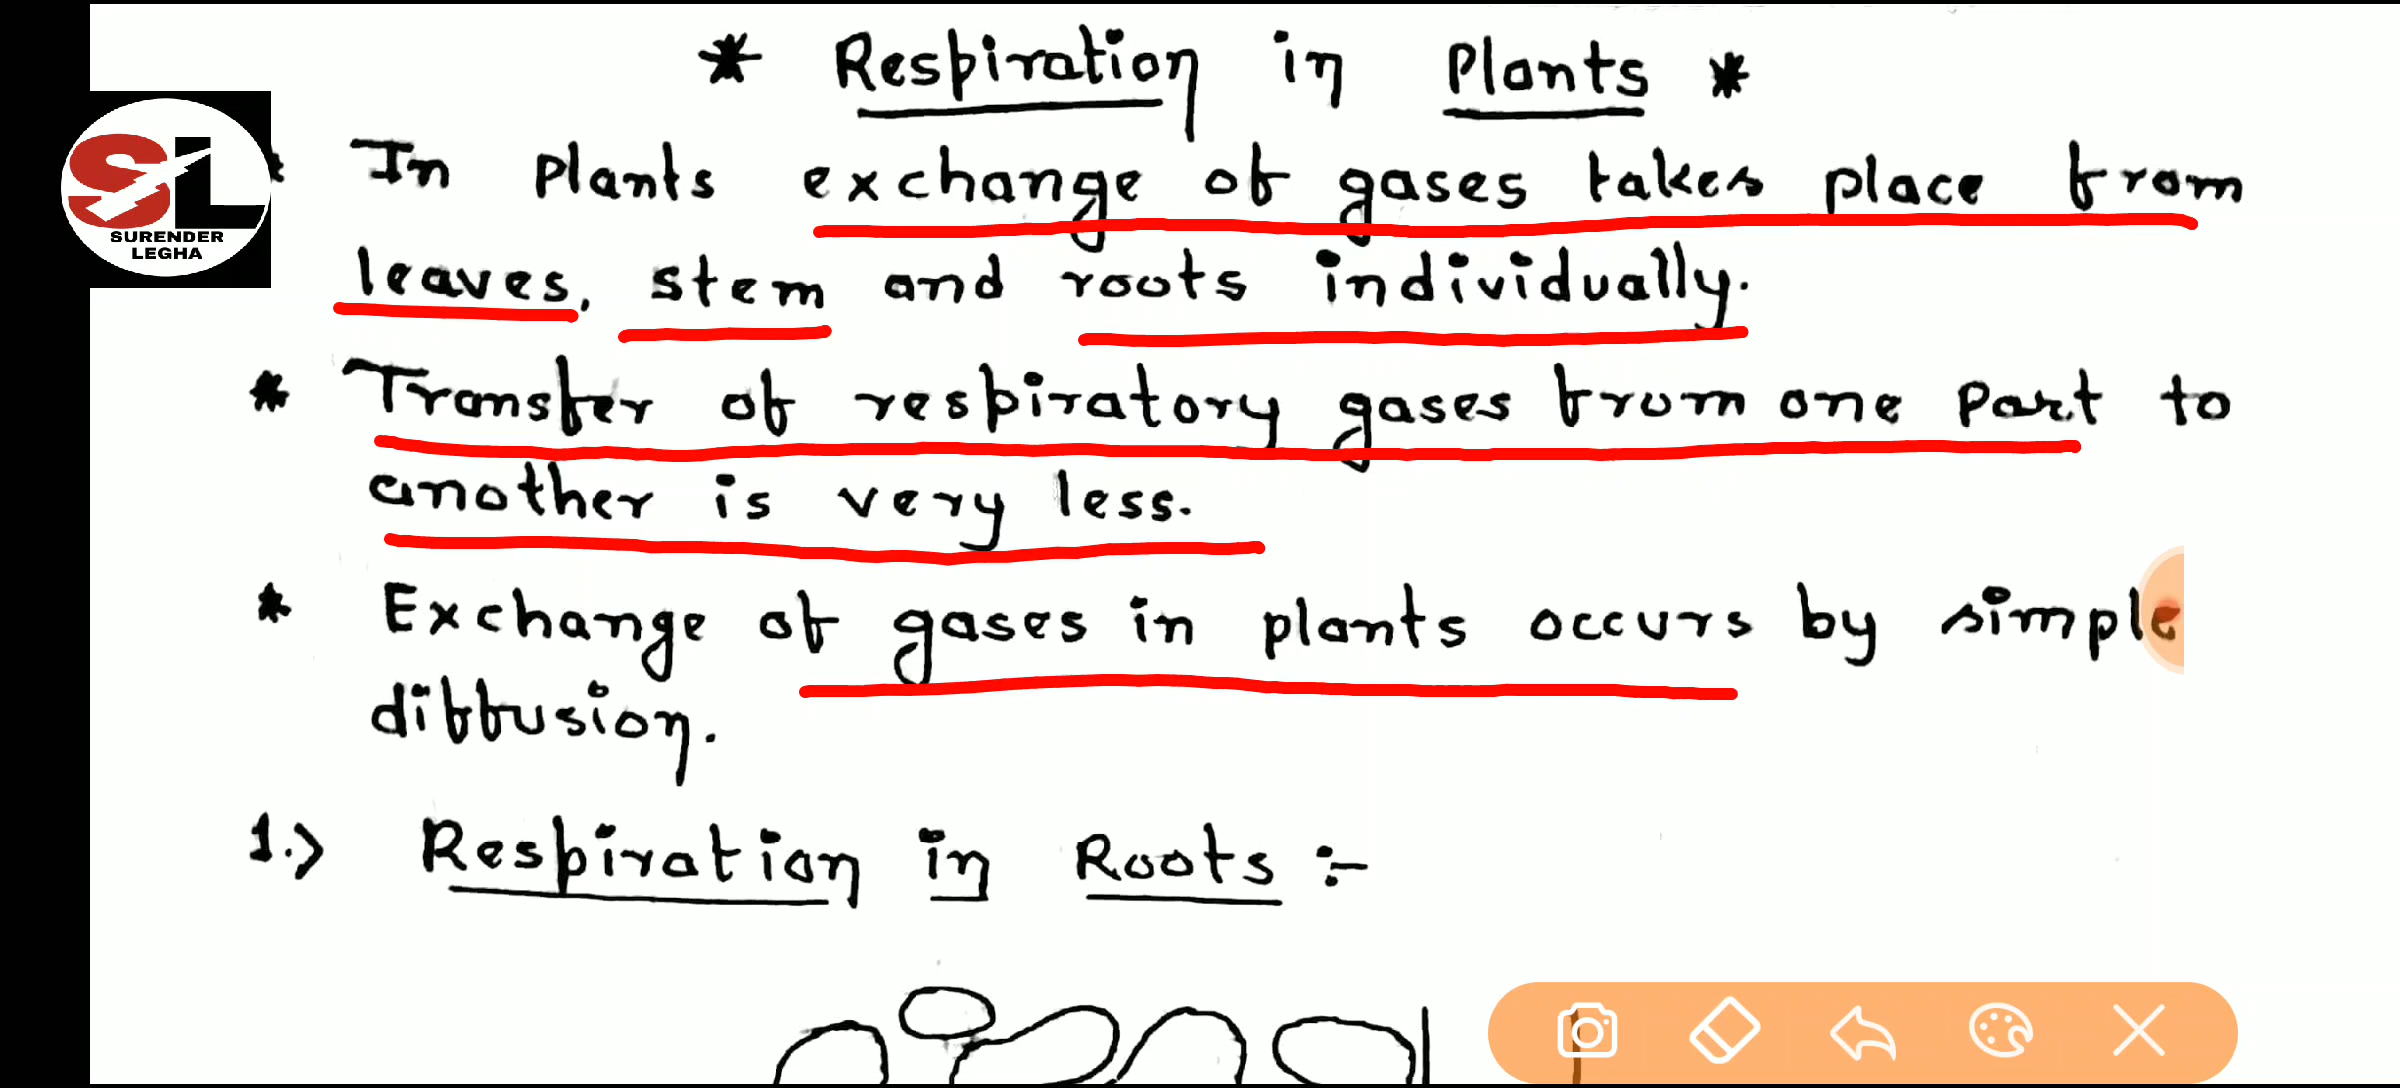 * Respiration in Plants *
* In Plants exchange of gases takes place from
leaves, stem and roots individually.
* Transfer of respiratory gases from one Part to
another is very less.
* Exchange of gases in plants occurs by simple
diffusion.
1.) Respiration in Roots :-
SL
SURENDER
LEGHA